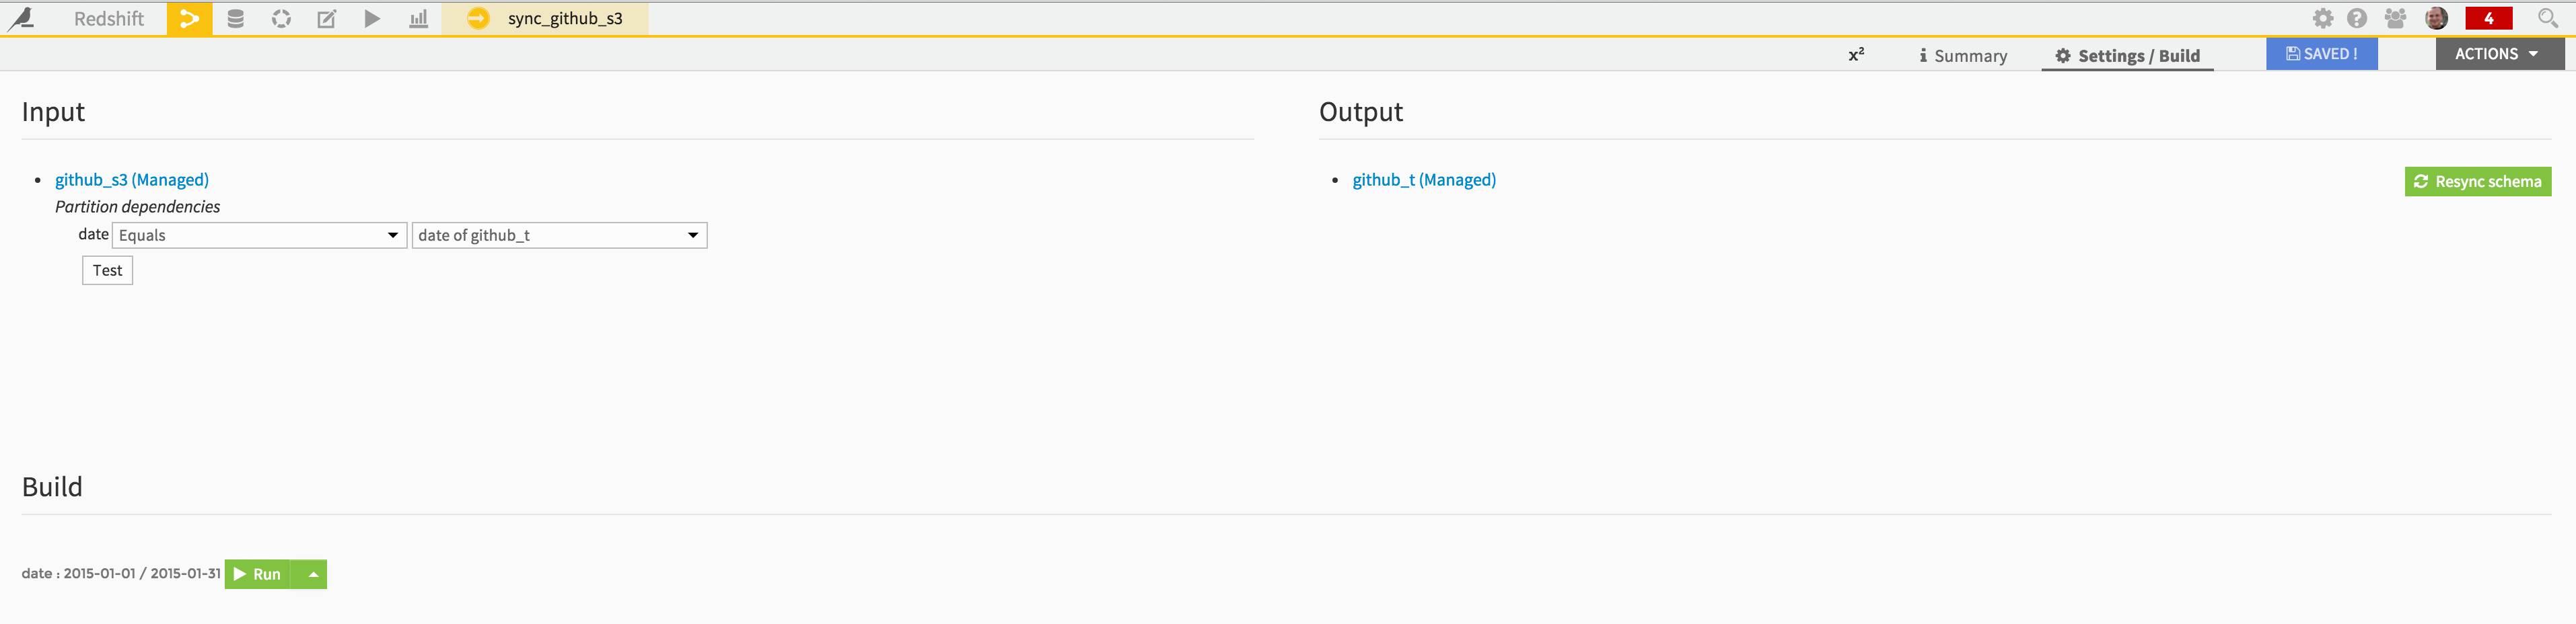 Redshift sync_github_s3 4
x² i Summary Settings / Build SAVED ! ACTIONS
Input
Output
github_s3 (Managed)
github_t (Managed)
Resync schema
Partition dependencies
date Equals date of github_t
Test
Build
date : 2015-01-01 / 2015-01-31 Run